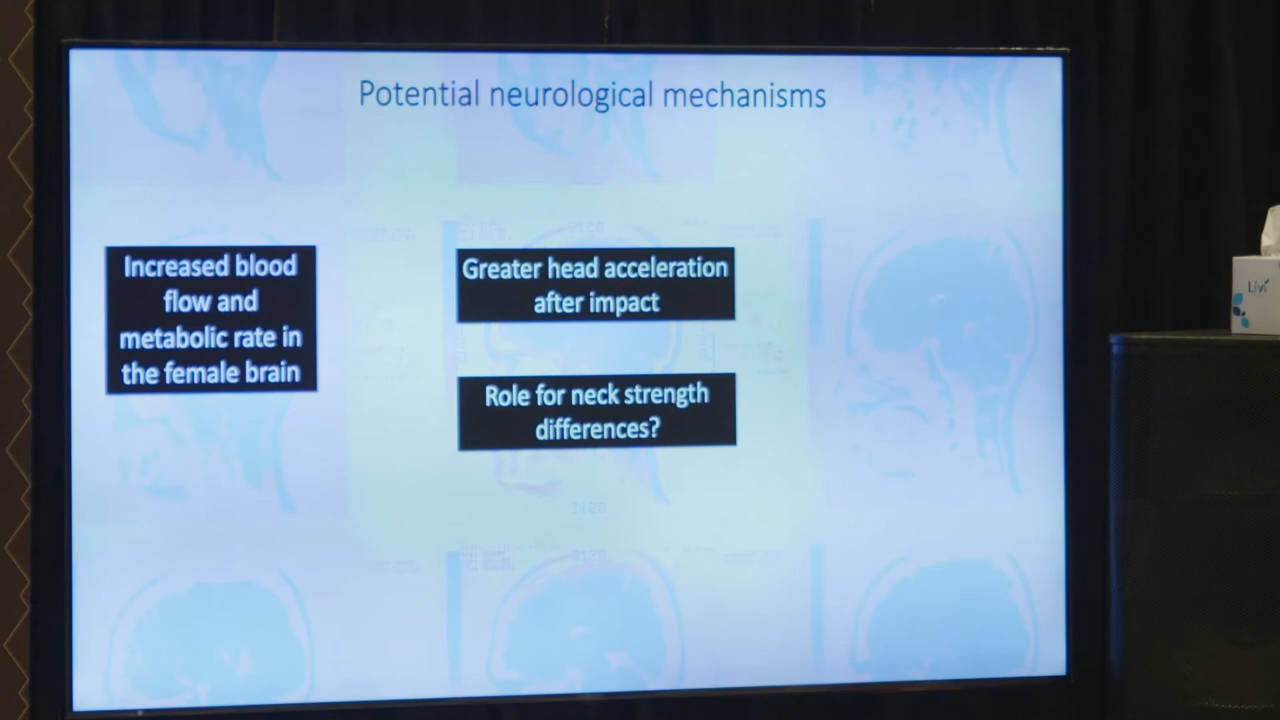 Potential neurological mechanisms
Increased blood
flow and
metabolic rate in
the female brain
Greater head acceleration
after impact
Role for neck strength
differences?
Livi